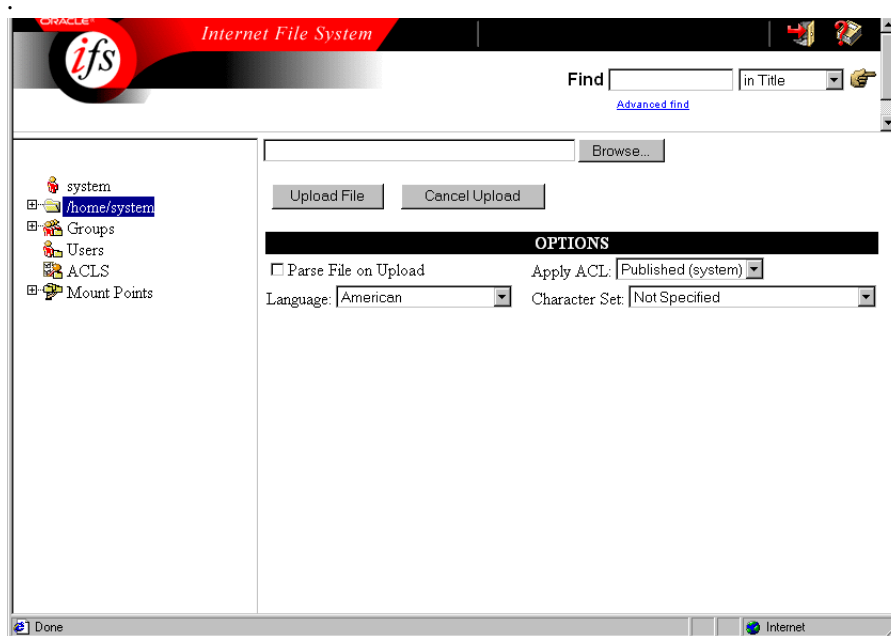 ORACLE
ifs
Internet File System
Find in Title
Advanced find
Browse...
system
/home/system
Groups
Users
ACLS
Mount Points
Upload File Cancel Upload
OPTIONS
Parse File on Upload Apply ACL: Published (system)
Language: American Character Set: Not Specified
Done Internet